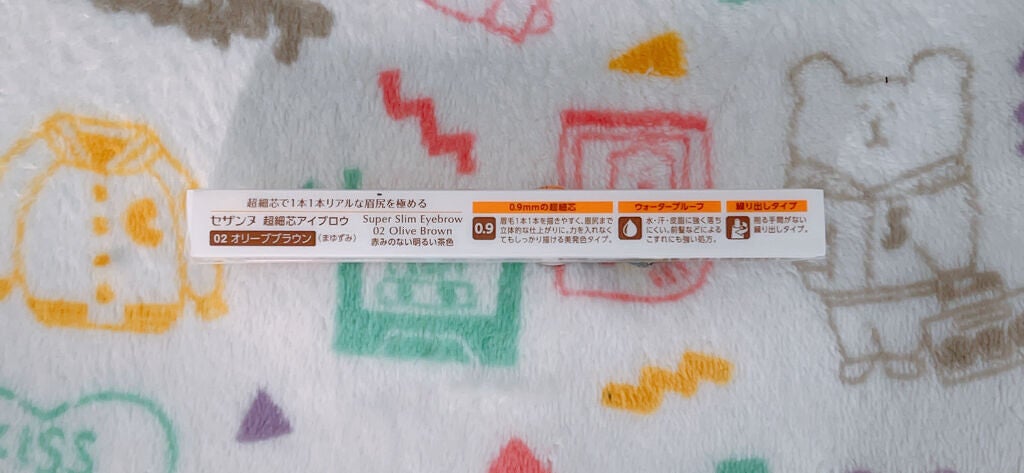 超細芯で1本1本リアルな眉尻を極める
セザンヌ 超細芯アイブロウ
02 オリーブブラウン (まゆずみ)
Super Slim Eyebrow
02 Olive Brown
赤みのない明るい茶色
0.9mmの超細芯
0.9
眉毛1本1本を描きやすく、眉尻まで
立体的な仕上がりに。力を入れなく
てもしっかり描ける美発色タイプ。
ウォータープルーフ
水・汗・皮脂に強く落ち
にくい。前髪などによる
こすれにも強い処方。
繰り出しタイプ
削る手間がない
繰り出しタイプ。